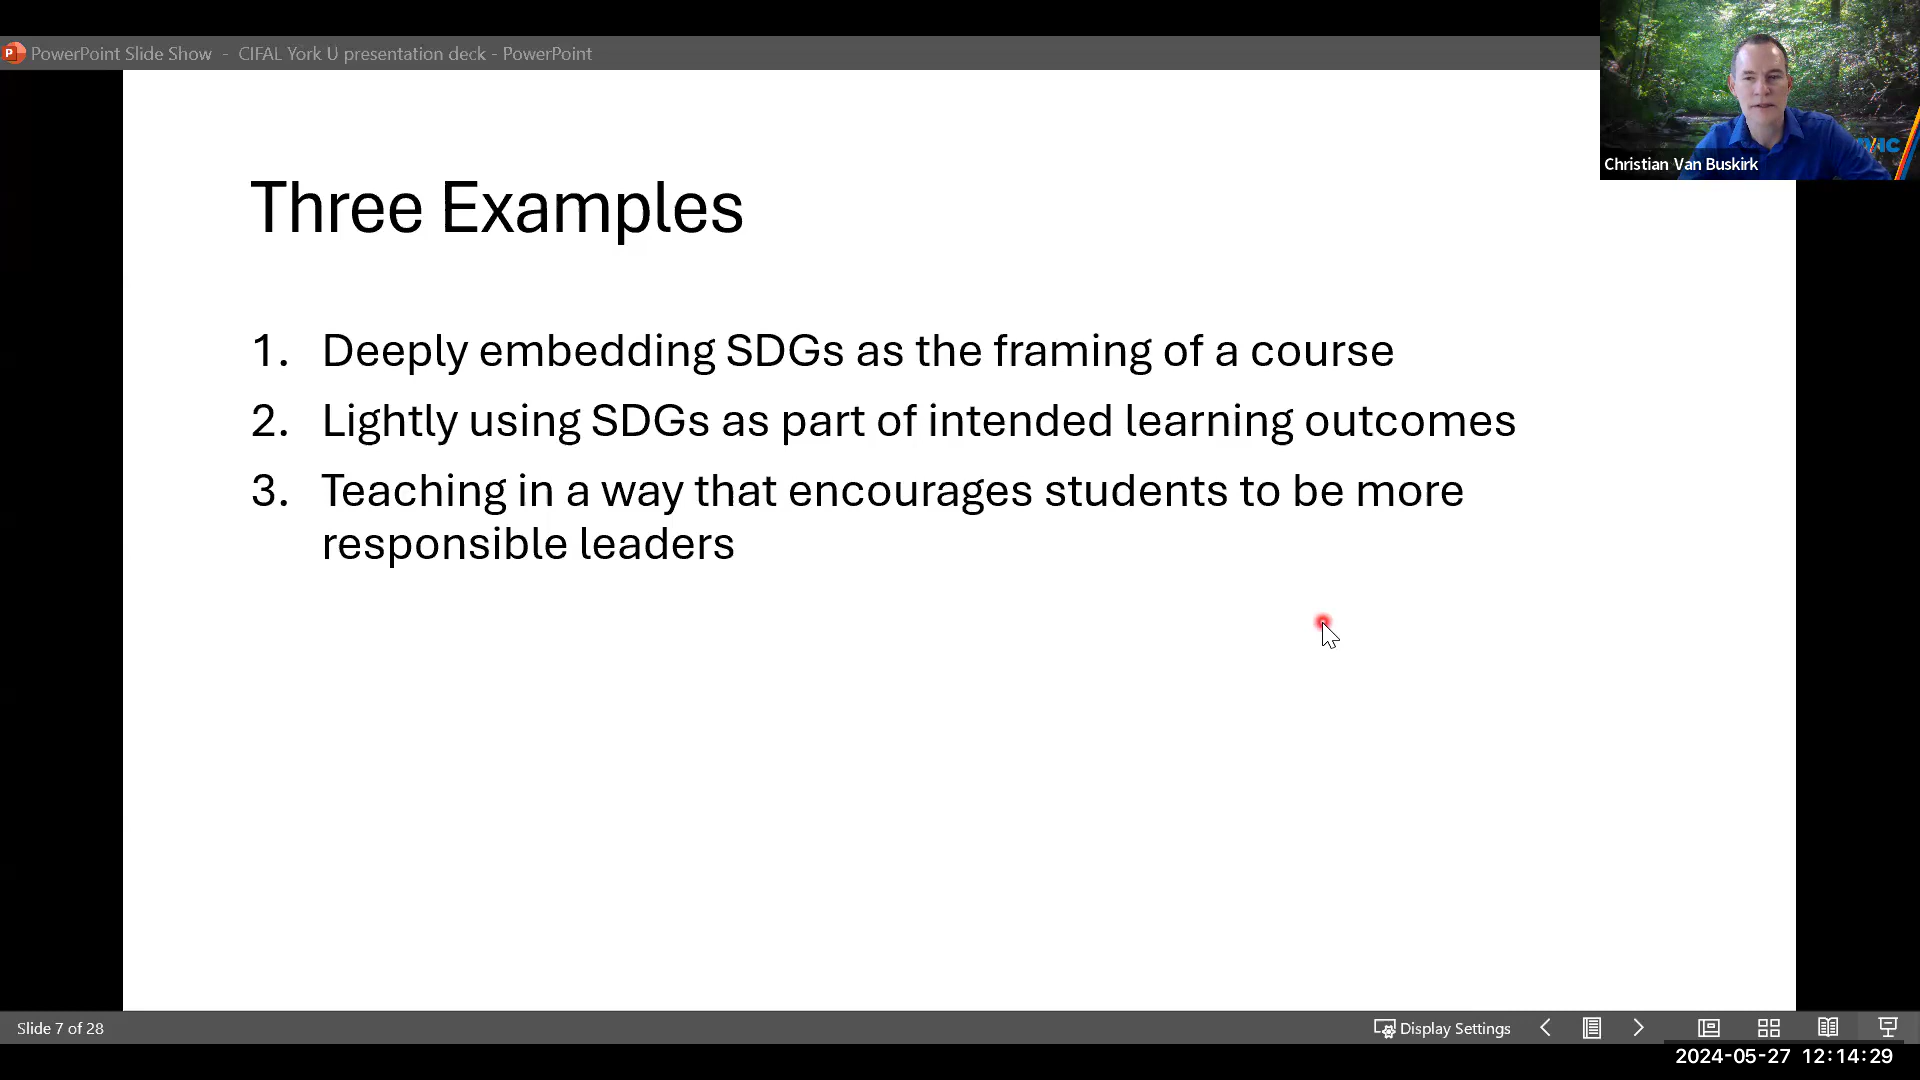 PowerPoint Slide Show - CIFAL York U presentation deck - PowerPoint
Christian Van Buskirk
Three Examples
1. Deeply embedding SDGs as the framing of a course
2. Lightly using SDGs as part of intended learning outcomes
3. Teaching in a way that encourages students to be more
responsible leaders
Slide 7 of 28
Display Settings
2024-05-27 12:14:29